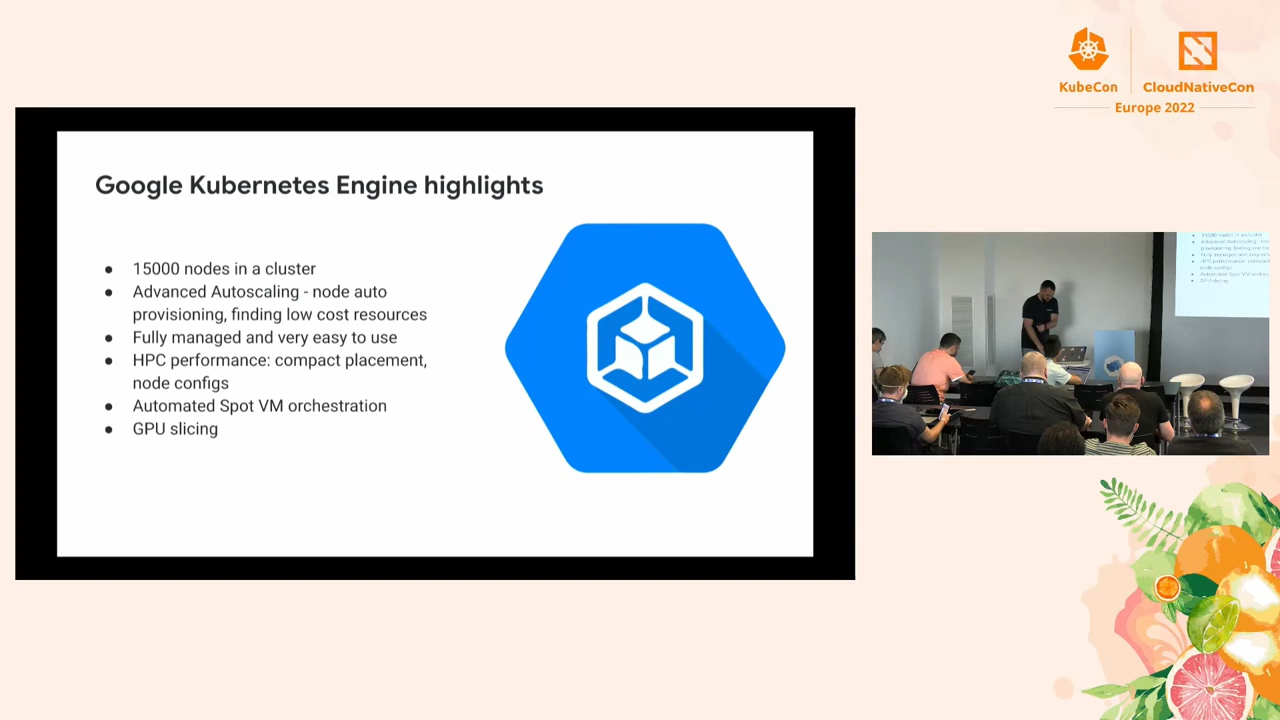 KubeCon
CloudNativeCon
Europe 2022
Google Kubernetes Engine highlights
● 15000 nodes in a cluster
● Advanced Autoscaling - node auto
provisioning, finding low cost resources
● Fully managed and very easy to use
● HPC performance: compact placement,
node configs
● Automated Spot VM orchestration
● GPU slicing